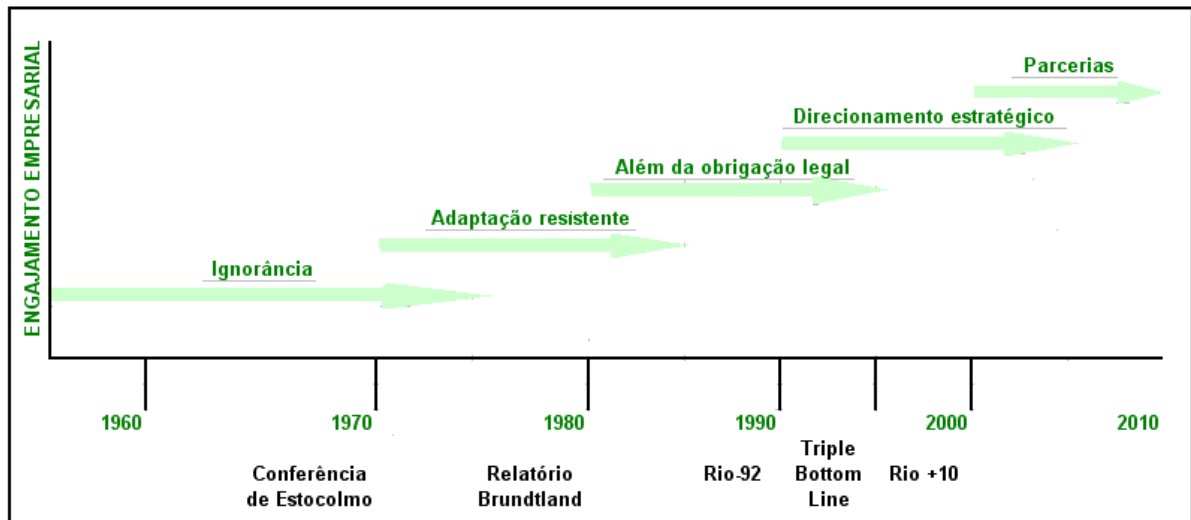 ENGAJAMENTO EMPRESARIAL
Parcerias
Direcionamento estratégico
Além da obrigação legal
Adaptação resistente
Ignorância
1960
1970
1980
1990
2000
2010
Conferência
de Estocolmo
Relatório
Brundtland
Rio-92
Triple
Bottom
Line
Rio +10